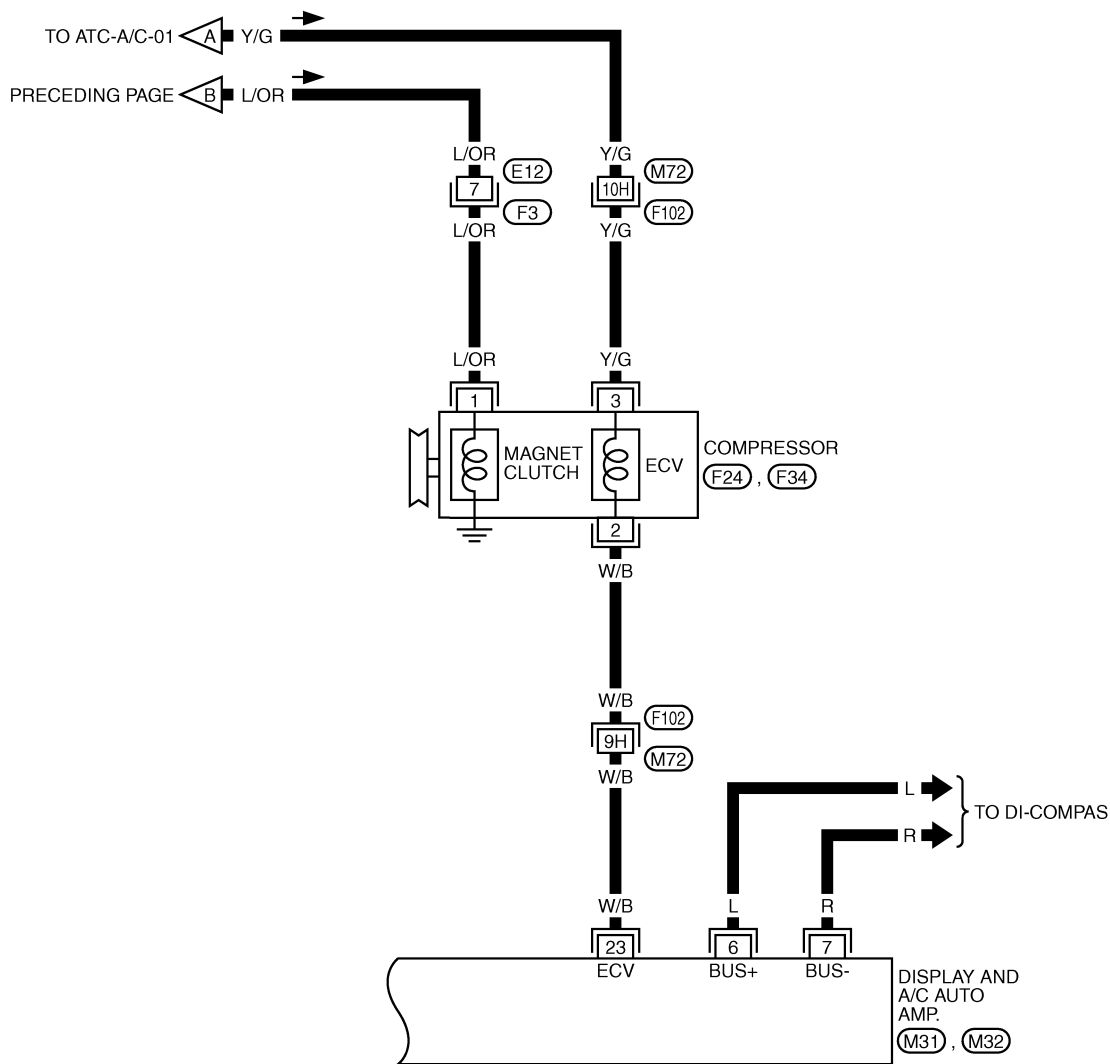 TO ATC-A/C-01 A Y/G
PRECEDING PAGE B L/OR
L/OR Y/G
7 E12 10H M72
F3 F102
L/OR Y/G
L/OR Y/G
1 3
MAGNET
CLUTCH
ECV
COMPRESSOR
F24 , F34
2
W/B
W/B
F102
9H
M72
W/B
L
R
TO DI-COMPAS
W/B L R
23 6 7
ECV BUS+ BUS-
DISPLAY AND
A/C AUTO
AMP.
M31 , M32